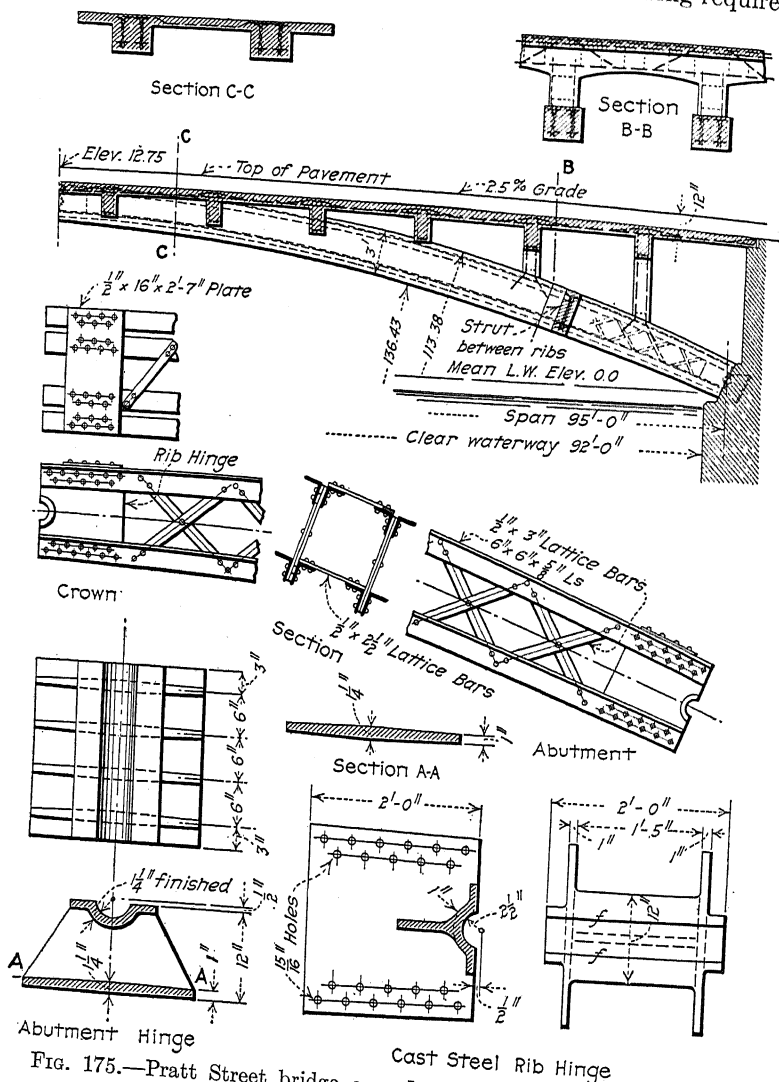 Section C-C
Section
B-B
C
Elev. 12.75
Top of Pavement
B
2.5% Grade
12"
C
3'
1/2" x 16" x 2'-7" Plate
136.43
113.38
Strut
between ribs
Mean L.W. Elev. 0.0
Span 95'-0"
Clear waterway 92'-0"
Rib Hinge
Crown
Section
1/2" x 2 1/2" Lattice Bars
1/2" x 3" Lattice Bars
6" x 6" x 5/8" Ls
Abutment
3"
6"
6"
6"
3"
1 1/4"
1"
Section A-A
2'-0"
2'-0"
1'-5"
1"
1"
1 1/4" finished
1/2"
15/16" Holes
1"
2 1/2"
12"
f
f
A
1 1/4"
A
1"
12"
1/2"
Abutment Hinge
Cast Steel Rib Hinge
FIG. 175.—Pratt Street bridge